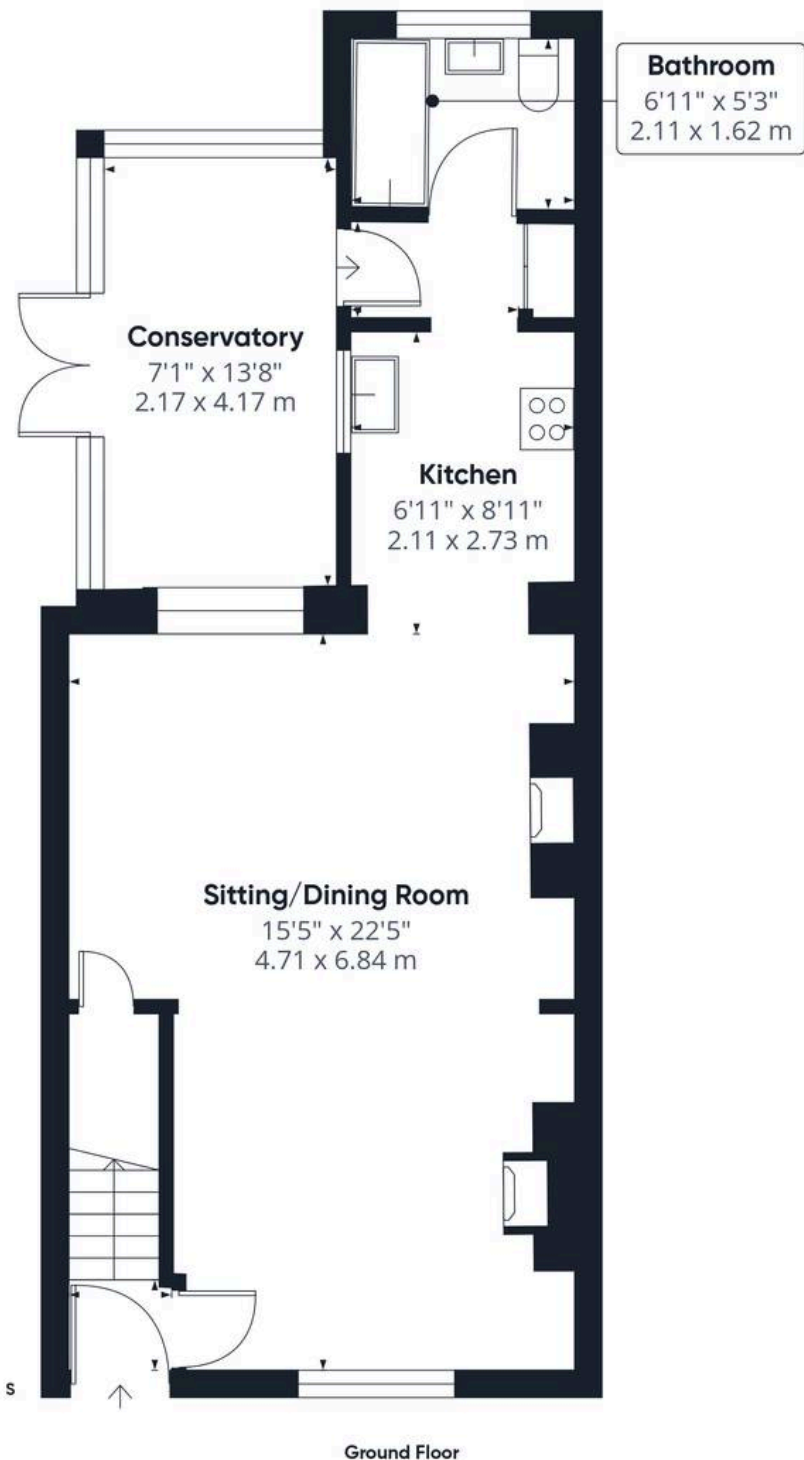 Bathroom
6'11" x 5'3"
2.11 x 1.62 m
Conservatory
7'1" x 13'8"
2.17 x 4.17 m
Kitchen
6'11" x 8'11"
2.11 x 2.73 m
Sitting/Dining Room
15'5" x 22'5"
4.71 x 6.84 m
s
Ground Floor